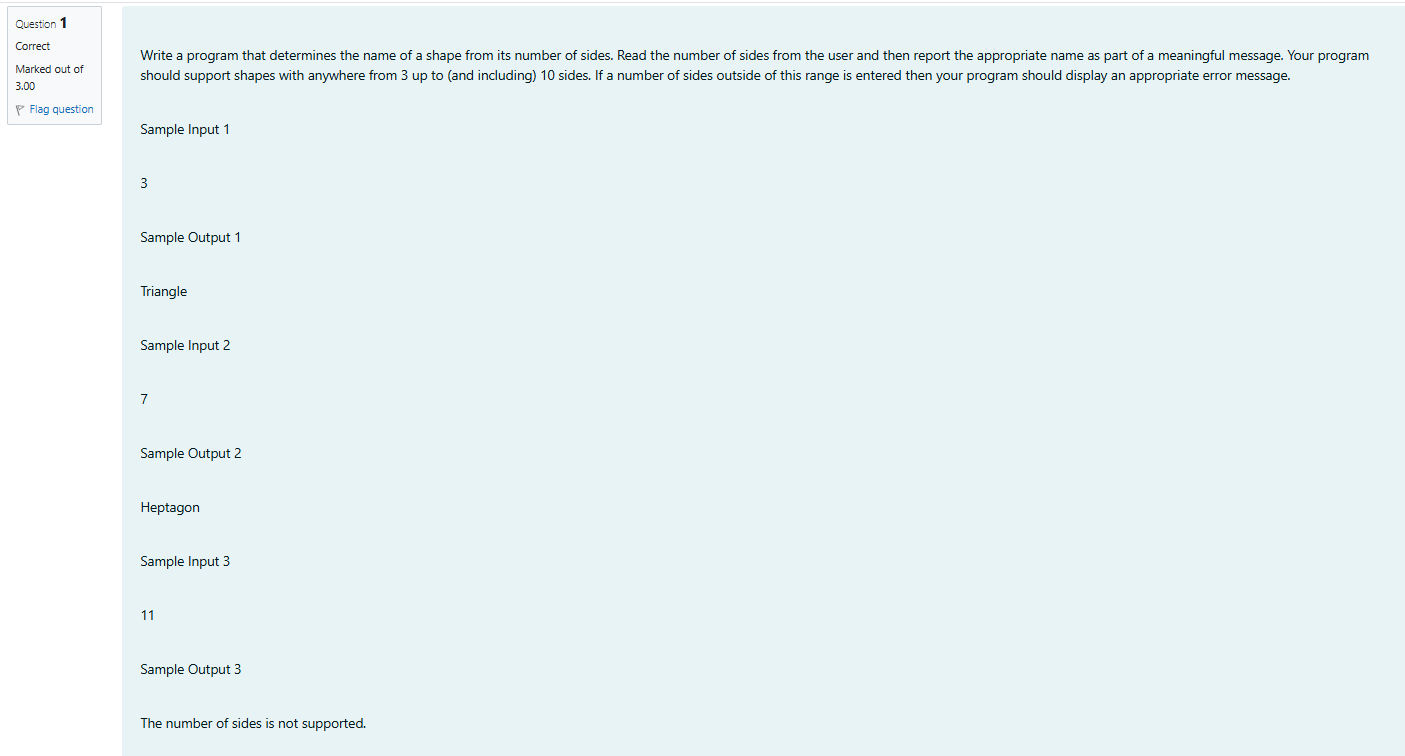 Question 1
Correct
Marked out of
3.00
Flag question
Write a program that determines the name of a shape from its number of sides. Read the number of sides from the user and then report the appropriate name as part of a meaningful message. Your program
should support shapes with anywhere from 3 up to (and including) 10 sides. If a number of sides outside of this range is entered then your program should display an appropriate error message.
Sample Input 1
3
Sample Output 1
Triangle
Sample Input 2
7
Sample Output 2
Heptagon
Sample Input 3
11
Sample Output 3
The number of sides is not supported.